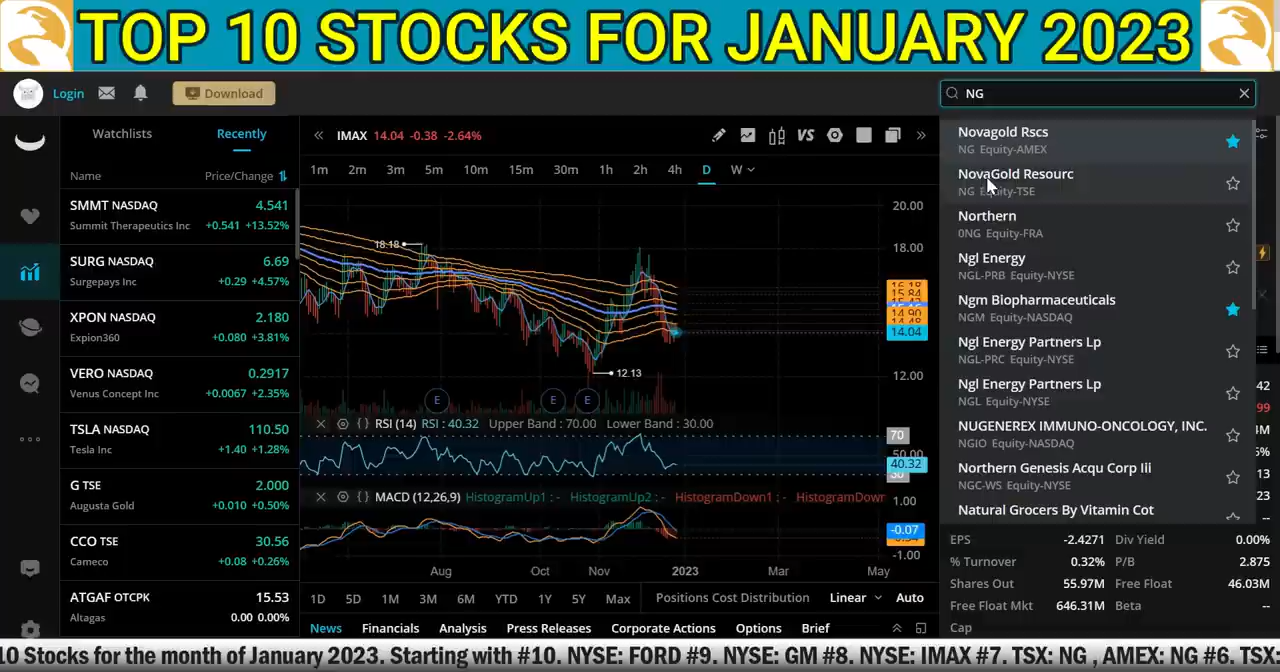 TOP 10 STOCKS FOR JANUARY 2023
Login
Download
NG
Watchlists
Recently
Name
Price/Change
SMMT NASDAQ
4.541
Summit Therapeutics Inc
+0.541 +13.52%
SURG NASDAQ
6.69
Surgepays Inc
+0.29 +4.57%
XPON NASDAQ
2.180
Expion360
+0.080 +3.81%
VERO NASDAQ
0.2917
Venus Concept Inc
+0.0067 +2.35%
TSLA NASDAQ
110.50
Tesla Inc
+1.40 +1.28%
G TSE
2.000
Augusta Gold
+0.010 +0.50%
CCO TSE
30.56
Cameco
+0.08 +0.26%
ATGAF OTCPK
15.53
Altagas
0.00 0.00%
IMAX 14.04 -0.38 -2.64%
VS
1m 2m 3m 5m 10m 15m 30m 1h 2h 4h D W
20.00
18.18
18.00
15.84
14.90
14.04
12.13
12.00
E E E
RSI (14) RSI : 40.32 Upper Band : 70.00 Lower Band : 30.00
70
50.00
40.32
30
MACD (12,26,9) HistogramUp1 : - HistogramUp2 : - HistogramDown1 : - HistogramDowr
1.00
-0.07
-1.00
Aug Oct Nov 2023 Mar May
1D 5D 1M 3M 6M YTD 1Y 5Y Max Positions Cost Distribution Linear Auto
News Financials Analysis Press Releases Corporate Actions Options Brief
Novagold Rscs
NG Equity-AMEX
NovaGold Resourc
NG Equity-TSE
Northern
0NG Equity-FRA
Ngl Energy
NGL-PRB Equity-NYSE
Ngm Biopharmaceuticals
NGM Equity-NASDAQ
Ngl Energy Partners Lp
NGL-PRC Equity-NYSE
Ngl Energy Partners Lp
NGL Equity-NYSE
NUGENEREX IMMUNO-ONCOLOGY, INC.
NGIO Equity-NASDAQ
Northern Genesis Acqu Corp Iii
NGC-WS Equity-NYSE
Natural Grocers By Vitamin Cot
42
99
4M
5%
13
23
EPS -2.4271 Div Yield 0.00%
% Turnover 0.32% P/B 2.875
Shares Out 55.97M Free Float 46.03M
Free Float Mkt 646.31M Beta --
Cap
10 Stocks for the month of January 2023. Starting with #10. NYSE: FORD #9. NYSE: GM #8. NYSE: IMAX #7. TSX: NG , AMEX: NG #6. TSX: